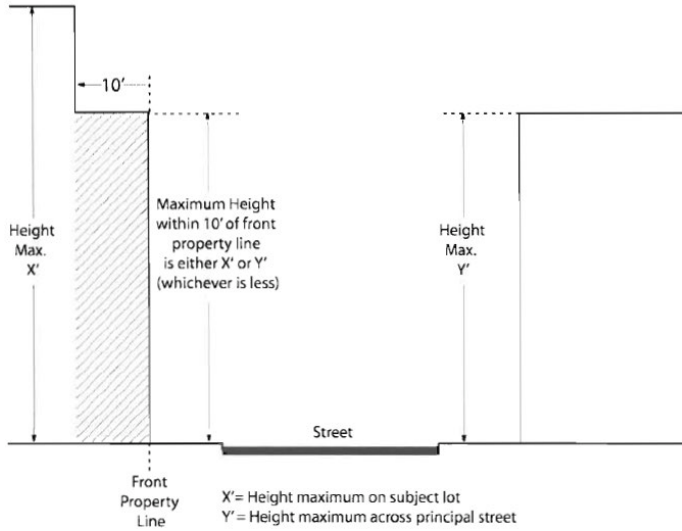 10'
Height
Max.
X'
Maximum Height
within 10' of front
property line
is either X' or Y'
(whichever is less)
Height
Max.
Y'
Street
Front
Property
Line
X'= Height maximum on subject lot
Y' = Height maximum across principal street